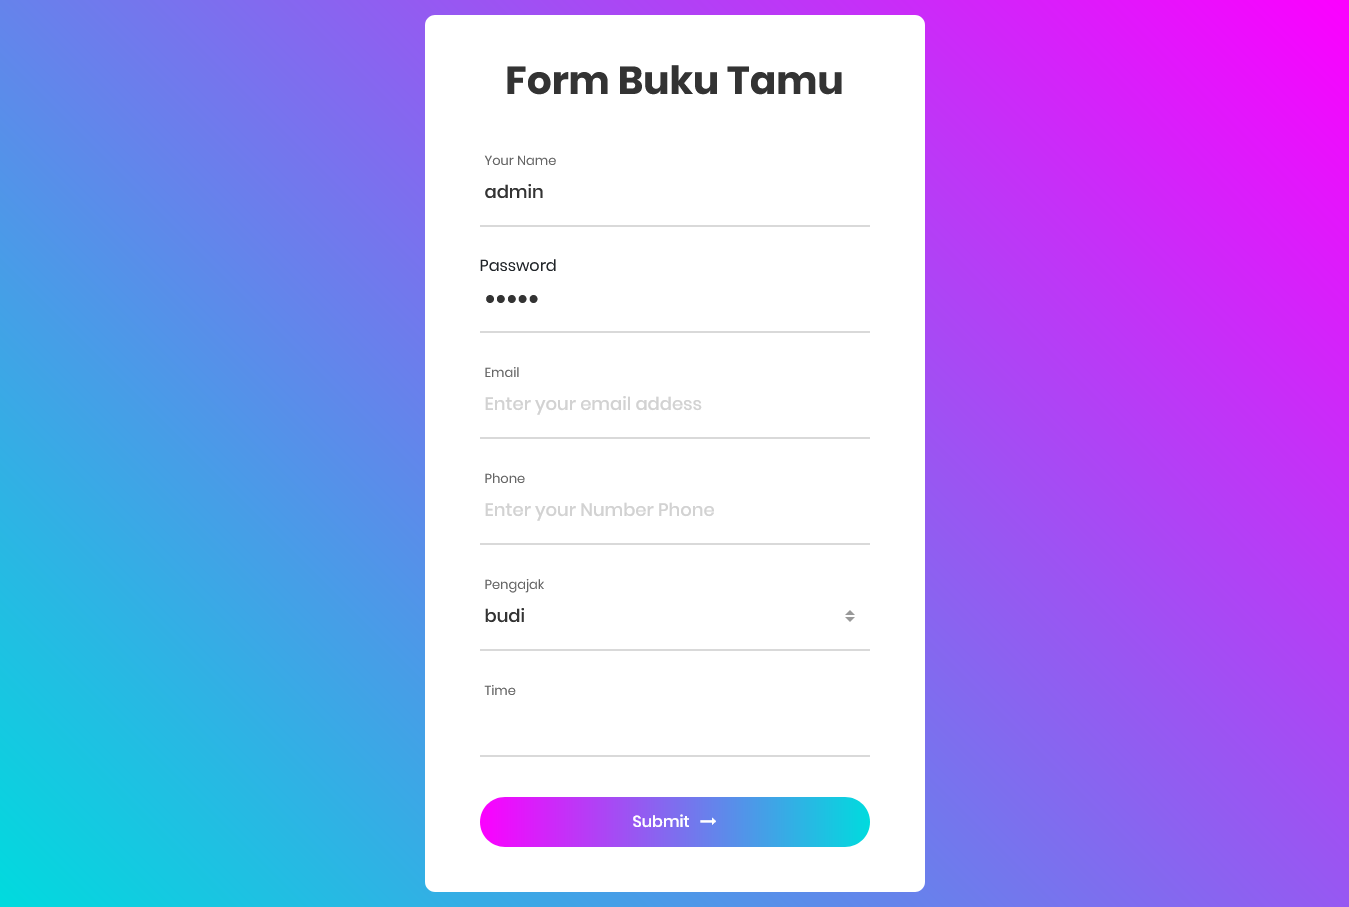 Form Buku Tamu
Your Name
admin
Password
•••••
Email
Enter your email addess
Phone
Enter your Number Phone
Pengajak
budi
Time
Submit